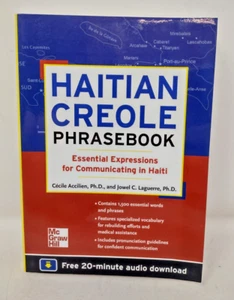 HAITIAN
CREOLE
PHRASEBOOK
Essential Expressions
for Communicating in Haiti
Cécile Accilien, Ph.D., and Jowel C. Laguerre, Ph.D.
• Contains 1,500 essential words
and phrases
• Features specialized vocabulary
for rebuilding efforts and
medical assistance
• Includes pronunciation guidelines
for confident communication
Mc
Graw
Hill
Free 20-minute audio download